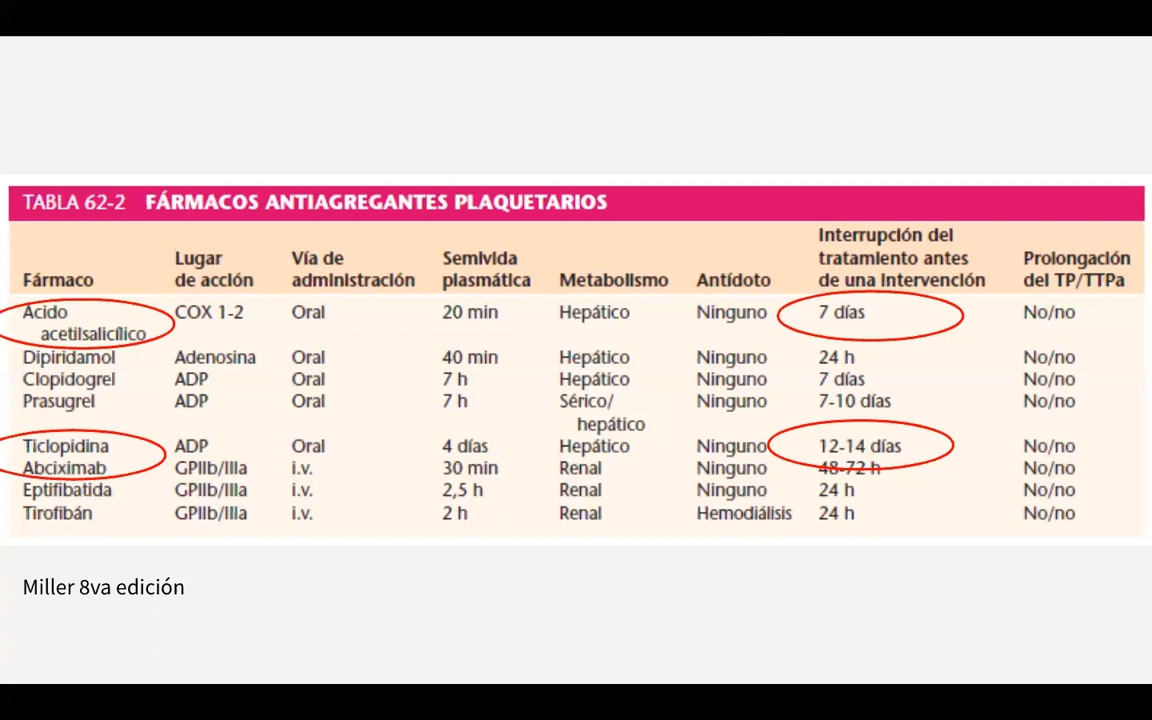 TABLA 62-2 FÁRMACOS ANTIAGREGANTES PLAQUETARIOS
Fármaco Lugar de acción Vía de administración Semivida plasmática Metabolismo Antídoto Interrupción del tratamiento antes de una intervención Prolongación del TP/TTPa
Ácido acetilsalicílico COX 1-2 Oral 20 min Hepático Ninguno 7 días No/no
Dipiridamol Adenosina Oral 40 min Hepático Ninguno 24 h No/no
Clopidogrel ADP Oral 7 h Hepático Ninguno 7 días No/no
Prasugrel ADP Oral 7 h Sérico/hepático Ninguno 7-10 días No/no
Ticlopidina ADP Oral 4 días Hepático Ninguno 12-14 días No/no
Abciximab GPIIb/IIIa i.v. 30 min Renal Ninguno 48-72 h No/no
Eptifibatida GPIIb/IIIa i.v. 2,5 h Renal Ninguno 24 h No/no
Tirofibán GPIIb/IIIa i.v. 2 h Renal Hemodiálisis 24 h No/no
Miller 8va edición